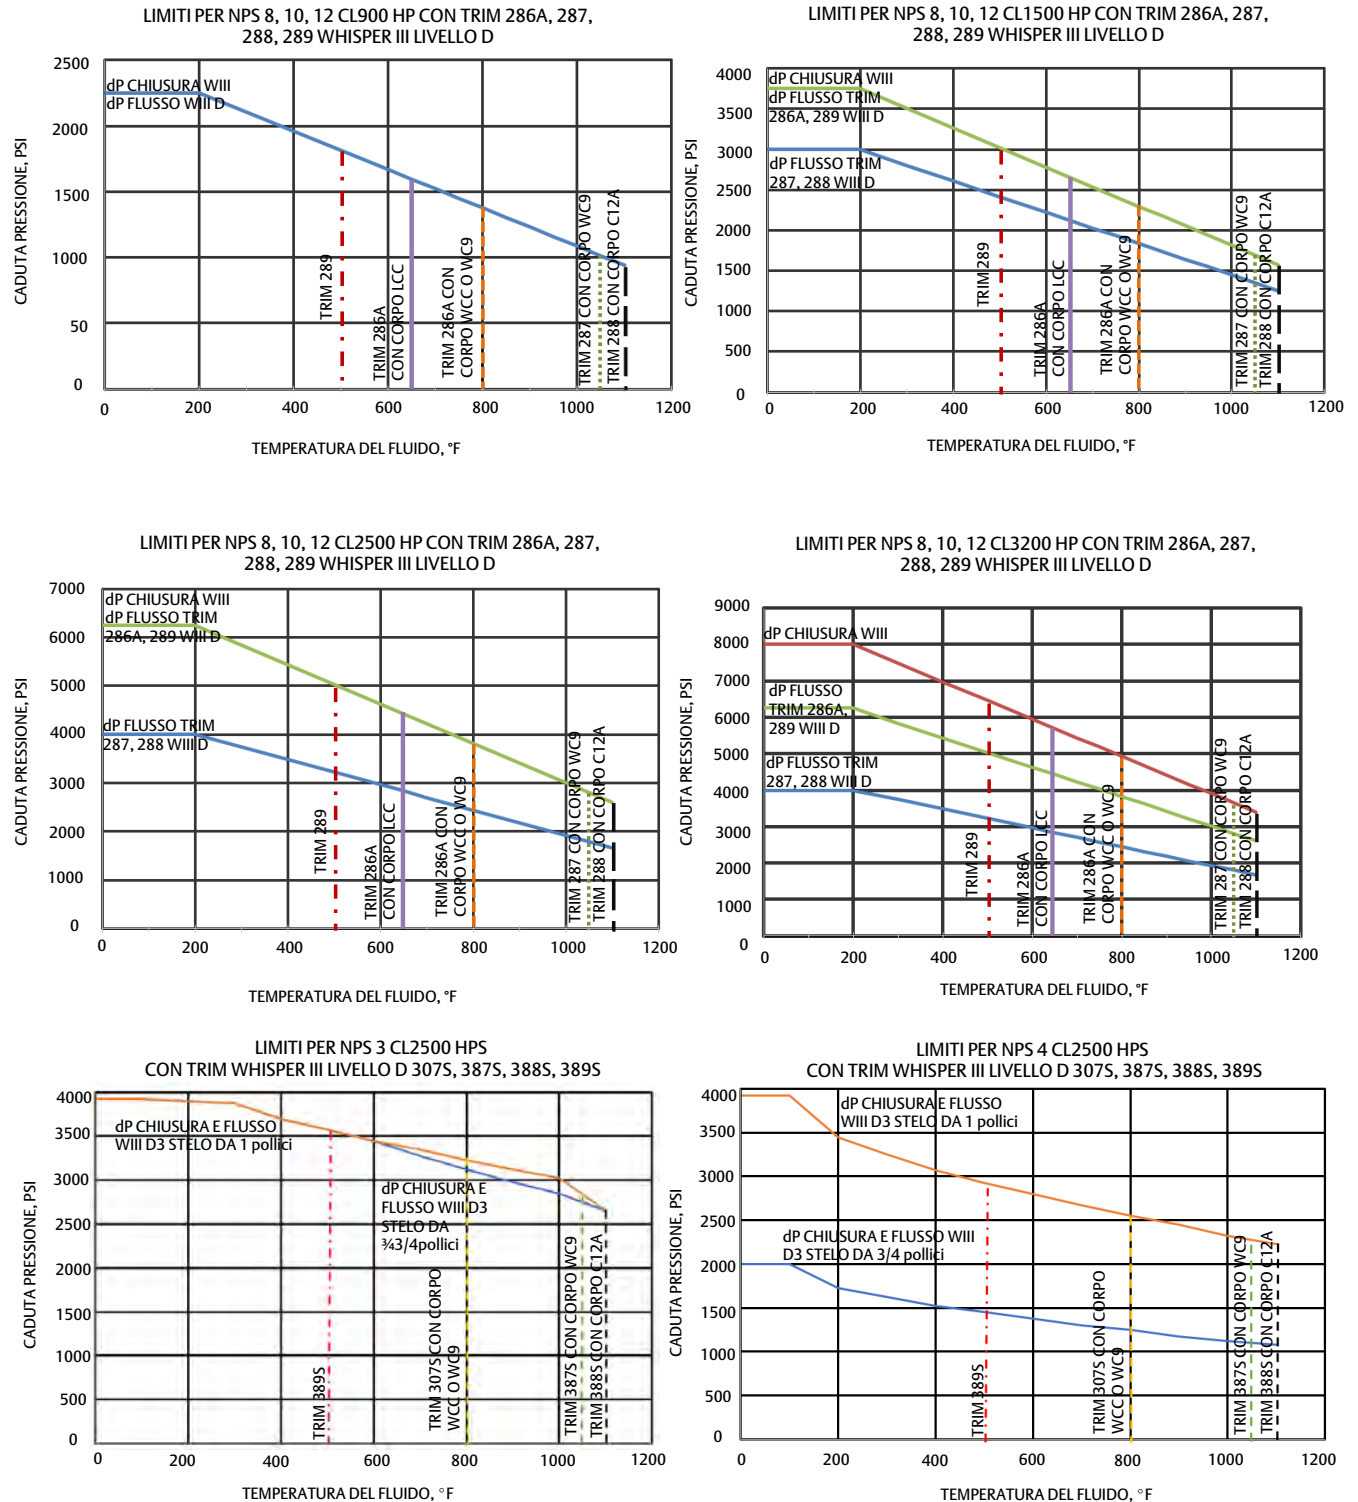 LIMITI PER NPS 8, 10, 12 CL900 HP CON TRIM 286A, 287,
288, 289 WHISPER III LIVELLO D
2500
2000
1500
1000
50
0
CADUTA PRESSIONE, PSI
dP CHIUSURA WIII
dP FLUSSO WIII D
TRIM 289
TRIM 286A
CON CORPO LCC
TRIM 286A CON
CORPO WCC O WC9
TRIM 287 CON CORPO WC9
TRIM 288 CON CORPO C12A
0 200 400 600 800 1000 1200
TEMPERATURA DEL FLUIDO, °F
LIMITI PER NPS 8, 10, 12 CL1500 HP CON TRIM 286A, 287,
288, 289 WHISPER III LIVELLO D
4000
3500
3000
2500
2000
1500
1000
500
0
CADUTA PRESSIONE, PSI
dP CHIUSURA WIII
dP FLUSSO TRIM
286A, 289 WIII D
dP FLUSSO TRIM
287, 288 WIII D
TRIM 289
TRIM 286A
CON CORPO LCC
TRIM 286A CON
CORPO WCC O WC9
TRIM 287 CON CORPO WC9
TRIM 288 CON CORPO C12A
0 200 400 600 800 1000 1200
TEMPERATURA DEL FLUIDO, °F
LIMITI PER NPS 8, 10, 12 CL2500 HP CON TRIM 286A, 287,
288, 289 WHISPER III LIVELLO D
7000
6000
5000
4000
3000
2000
1000
0
CADUTA PRESSIONE, PSI
dP CHIUSURA WIII
dP FLUSSO TRIM
286A, 289 WIII D
dP FLUSSO TRIM
287, 288 WIII D
TRIM 289
TRIM 286A
CON CORPO LCC
TRIM 286A CON
CORPO WCC O WC9
TRIM 287 CON CORPO WC9
TRIM 288 CON CORPO C12A
0 200 400 600 800 1000 1200
TEMPERATURA DEL FLUIDO, °F
LIMITI PER NPS 8, 10, 12 CL3200 HP CON TRIM 286A, 287,
288, 289 WHISPER III LIVELLO D
9000
8000
7000
6000
5000
4000
3000
2000
1000
0
CADUTA PRESSIONE, PSI
dP CHIUSURA WIII
dP FLUSSO
TRIM 286A,
289 WIII D
dP FLUSSO TRIM
287, 288 WIII D
TRIM 289
TRIM 286A
CON CORPO LCC
TRIM 286A CON
CORPO WCC O WC9
TRIM 287 CON CORPO WC9
TRIM 288 CON CORPO C12A
0 200 400 600 800 1000 1200
TEMPERATURA DEL FLUIDO, °F
LIMITI PER NPS 3 CL2500 HPS
CON TRIM WHISPER III LIVELLO D 307S, 387S, 388S, 389S
4000
3500
3000
2500
2000
1500
1000
500
0
CADUTA PRESSIONE, PSI
dP CHIUSURA E FLUSSO
WIII D3 STELO DA 1 pollici
dP CHIUSURA E
FLUSSO WIII D3
STELO DA
¾3/4pollici
TRIM 389S
TRIM 307S CON CORPO
WCC O WC9
TRIM 387S CON CORPO WC9
TRIM 388S CON CORPO C12A
0 200 400 600 800 1000 1200
TEMPERATURA DEL FLUIDO, °F
LIMITI PER NPS 4 CL2500 HPS
CON TRIM WHISPER III LIVELLO D 307S, 387S, 388S, 389S
4000
3500
3000
2500
2000
1500
1000
500
0
CADUTA PRESSIONE, PSI
dP CHIUSURA E FLUSSO
WIII D3 STELO DA 1 pollici
dP CHIUSURA E FLUSSO WIII
D3 STELO DA 3/4 pollici
TRIM 389S
TRIM 307S CON CORPO
WCC O WC9
TRIM 387S CON CORPO WC9
TRIM 388S CON CORPO C12A
0 200 400 600 800 1000 1200
TEMPERATURA DEL FLUIDO, °F